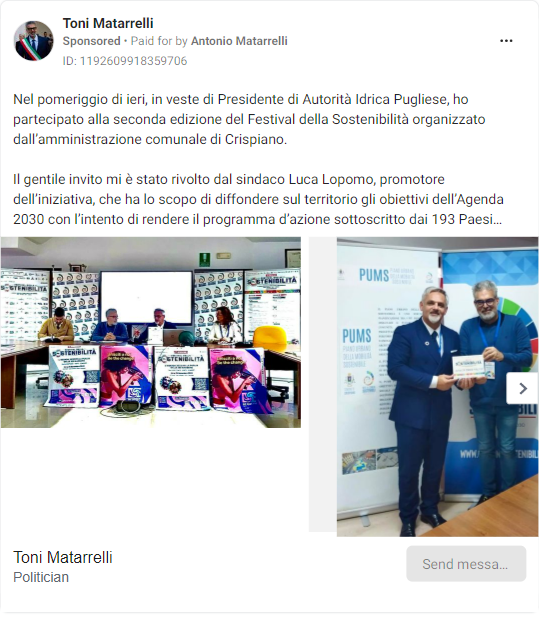 Toni Matarrelli
Sponsored • Paid for by Antonio Matarrelli
ID: 1192609918359706
Nel pomeriggio di ieri, in veste di Presidente di Autorità Idrica Pugliese, ho
partecapato alla seconda edizione del Festival della Sostenibilità organizzato
dall'amministrazione comunale di Crispiano.
Il gentile invito mi è stato rivolto dal sindaco Luca Lopomo, promotore
dell'iniziativa, che ha lo scopo di diffondere sul territorio gli obiettivi dell'Agenda
2030 con l'intento di rendere il programma d'azione sottoscritto dai 193 Paesi...
SOSTENIBILITÀ
SOSTENIBILITÀ
PUMS
PUMS
Toni Matarrelli
Politician
Send messa...